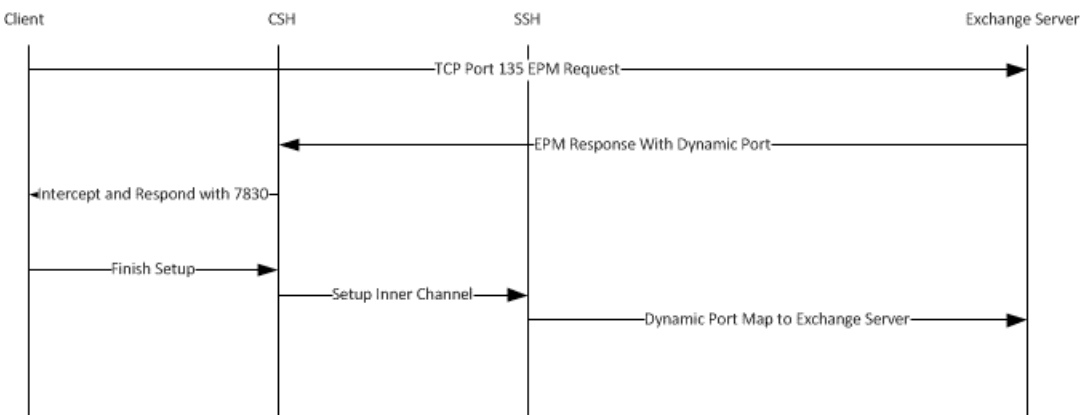 Client CSH SSH Exchange Server
TCP Port 135 EPM Request
EPM Response With Dynamic Port
Intercept and Respond with 7830
Finish Setup
Setup Inner Channel
Dynamic Port Map to Exchange Server